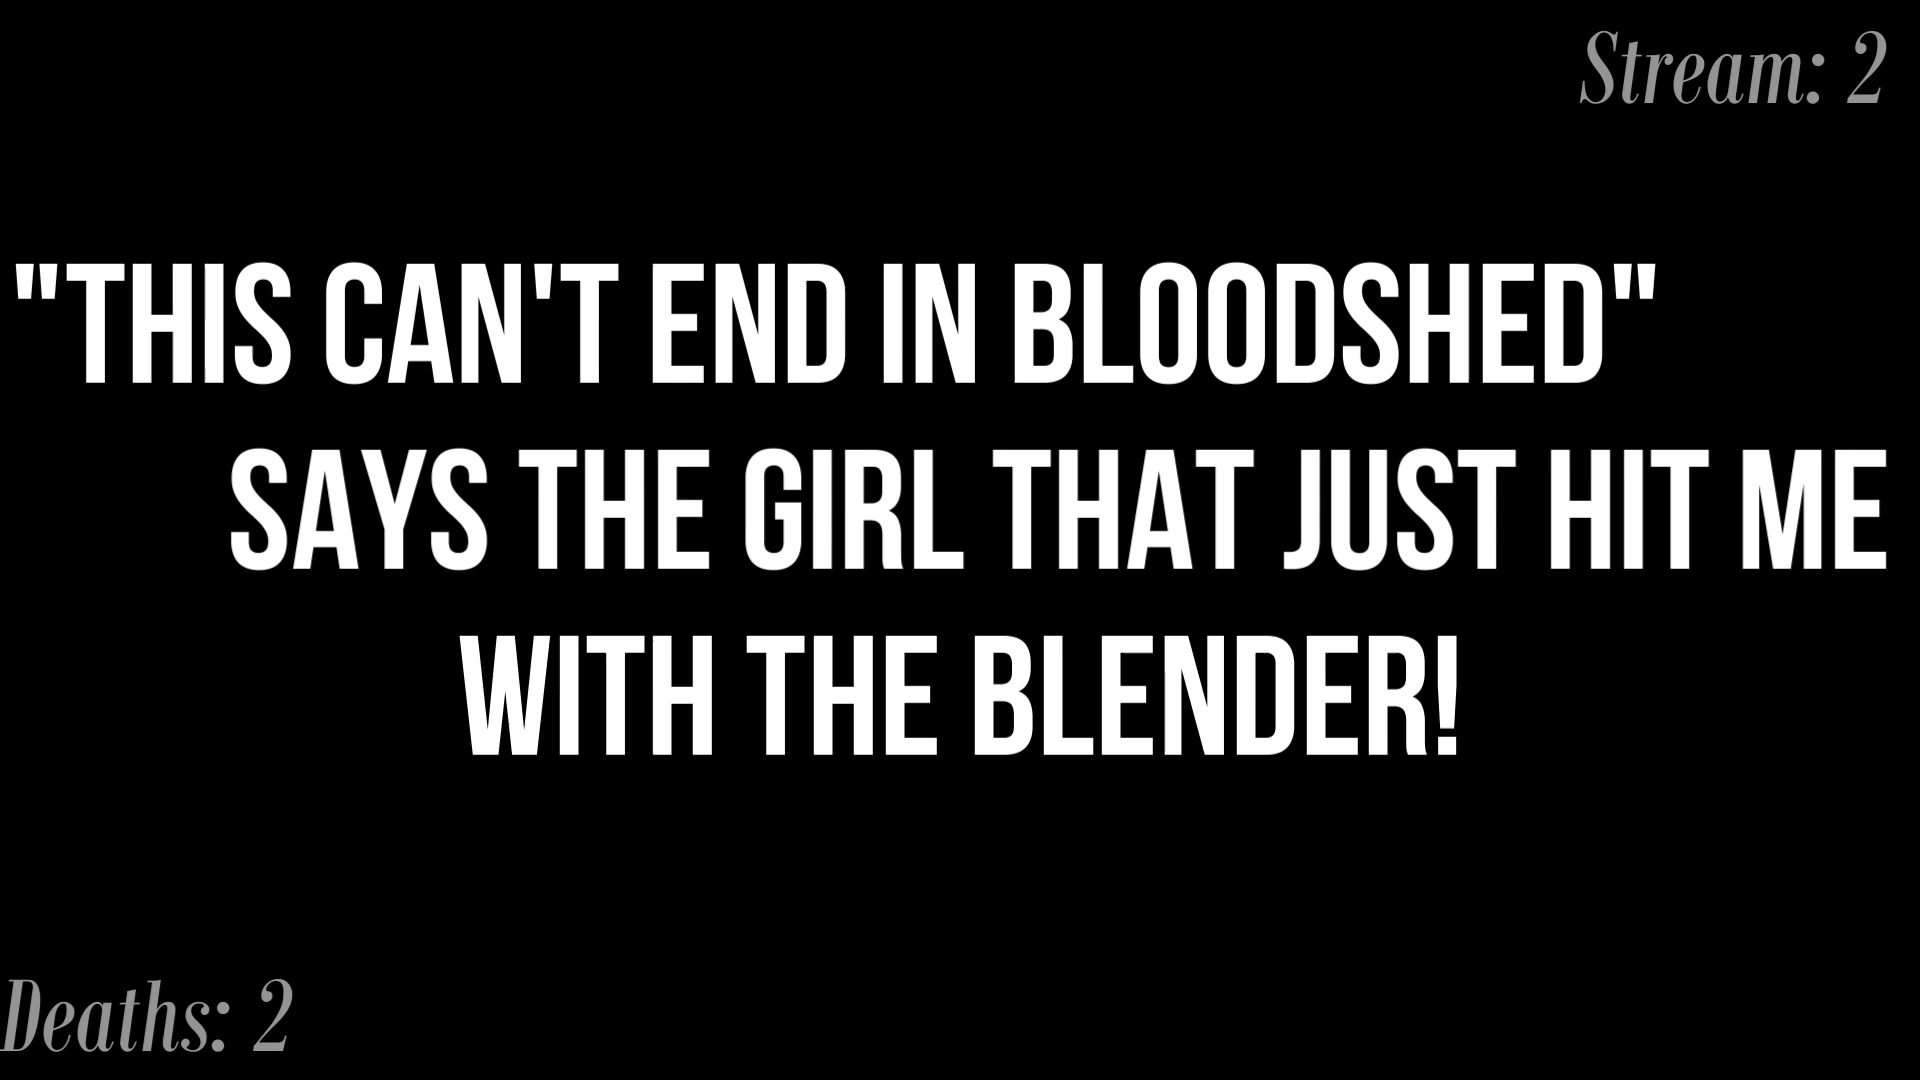 Stream: 2
"THIS CAN'T END IN BLOODSHED"
SAYS THE GIRL THAT JUST HIT ME
WITH THE BLENDER!
Deaths: 2